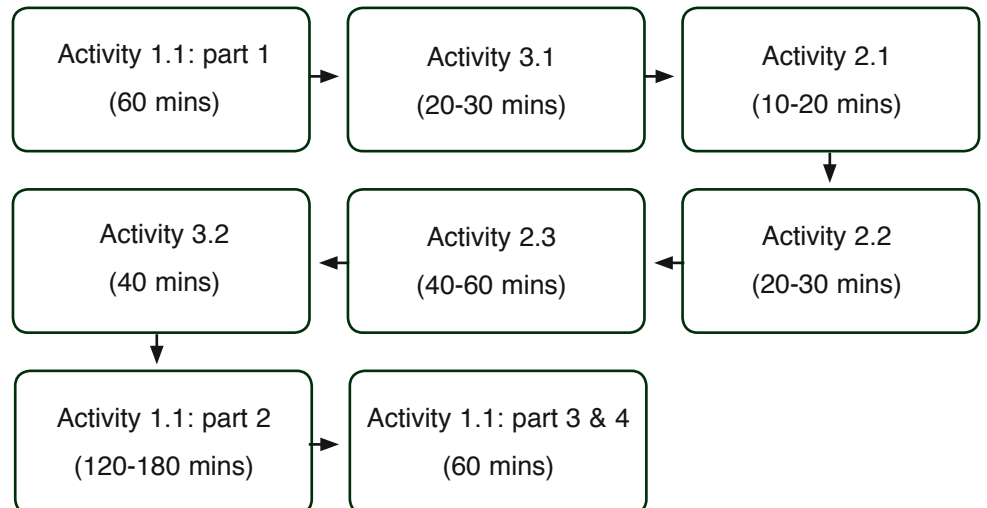 Activity 1.1: part 1
(60 mins)
Activity 3.1
(20-30 mins)
Activity 2.1
(10-20 mins)
Activity 2.2
(20-30 mins)
Activity 2.3
(40-60 mins)
Activity 3.2
(40 mins)
Activity 1.1: part 2
(120-180 mins)
Activity 1.1: part 3 & 4
(60 mins)